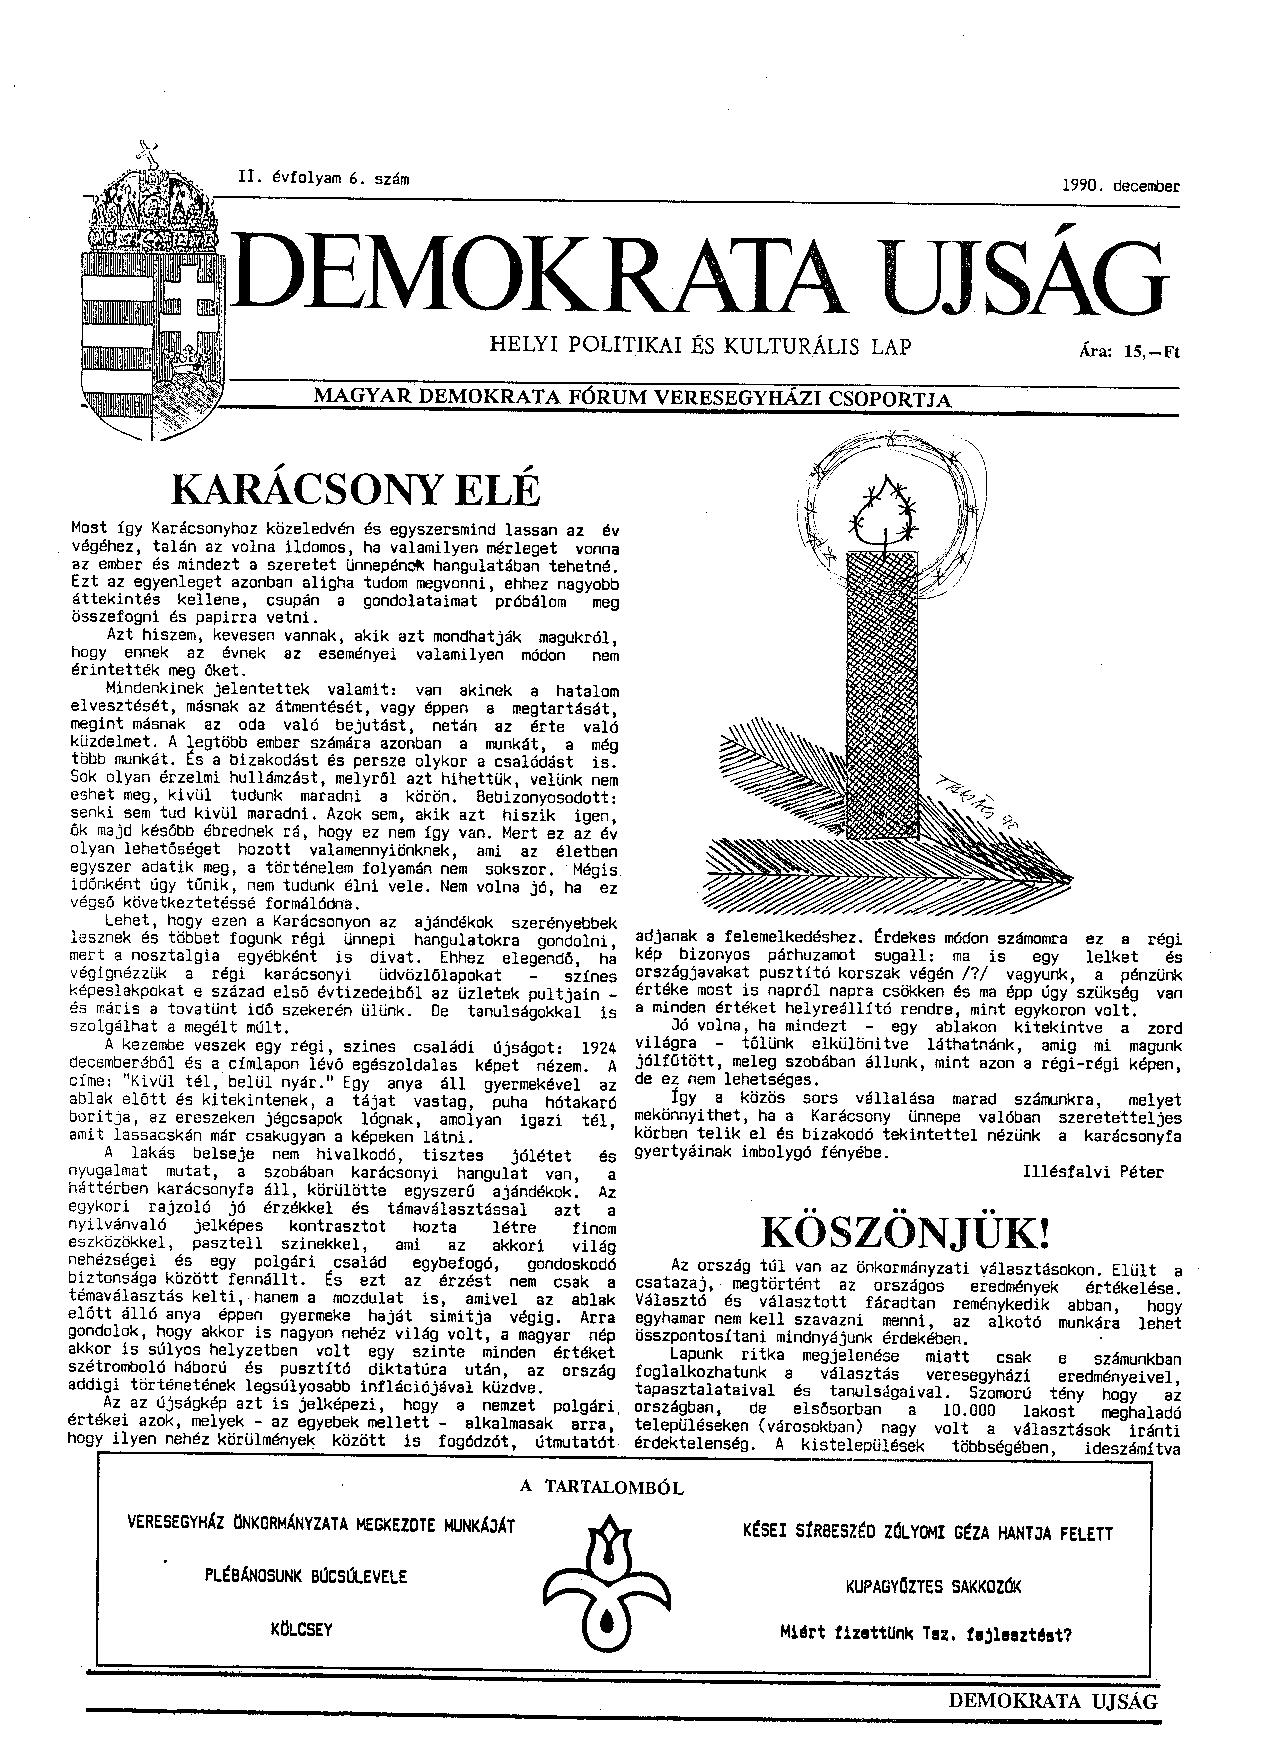 II. évfolyam 6. szám
1990. december
DEMOKRATA UJSÁG
HELYI POLITIKAI ÉS KULTURÁLIS LAP
Ára: 15,—Ft
MAGYAR DEMOKRATA FÓRUM VERESEGYHÁZI CSOPORTJA
KARÁCSONY ELÉ
Most így Karácsonyhoz közeledvén és egyszersmind lassan az év
végéhez, talán az volna ildomos, ha valamilyen mérleget vonna
az ember és mindezt a szeretet ünnepének hangulatában tehetné.
Ezt az egyenleget azonban aligha tudom megvonni, ehhez nagyobb
áttekintés kellene, csupán a gondolataimat próbálom meg
összefogni és papirra vetni.
Azt hiszem, kevesen vannak, akik azt mondhatják magukról,
hogy ennek az évnek az eseményei valamilyen módon nem
érintették meg őket.
Mindenkinek jelentettek valamit: van akinek a hatalom
elvesztését, másnak az átmentését, vagy éppen a megtartását,
megint másnak az oda való bejutást, netán az érte való
küzdelmet. A legtöbb ember számára azonban a munkát, a még
több munkát. És a bizakodást és persze olykor a csalódást is.
Sok olyan érzelmi hullámzást, melyről azt hihettük, velünk nem
eshet meg, kivül tudunk maradni a körön. Bebizonyosodott:
senki sem tud kivül maradni. Azok sem, akik azt hiszik igen,
ők majd később ébrednek rá, hogy ez nem így van. Mert ez az év
olyan lehetőséget hozott valamennyiönknek, ami az életben
egyszer adatik meg, a történelem folyamán nem sokszor. Mégis
időnként úgy tűnik, nem tudunk élni vele. Nem volna jó, ha ez
végső következtetéssé formálódna.
Lehet, hogy ezen a Karácsonyon az ajándékok szerényebbek
lesznek és többet fogunk régi ünnepi hangulatokra gondolni,
mert a nosztalgia egyébként is divat. Ehhez elegendő, ha
végignézzük a régi karácsonyi üdvözlőlapokat - színes
képeslakpokat e század első évtizedeiből az üzletek pultjain -
és máris a tovatünt idő szekerén ülünk. De tanulságokkal is
szolgálhat a megélt múlt.
A kezembe veszek egy régi, szines családi újságot: 1924
decemberéből és a címlapon lévő egészoldalas képet nézem. A
címe: "Kivül tél, belül nyár." Egy anya áll gyermekével az
ablak előtt és kitekintenek, a tájat vastag, puha hótakaró
boritja, az ereszeken jégcsapok lógnak, amolyan igazi tél,
amit lassacskán már csakugyan a képeken látni.
A lakás belseje nem hivalkodó, tisztes jólétet és
nyugalmat mutat, a szobában karácsonyi hangulat van, a
háttérben karácsonyfa áll, körülötte egyszerű ajándékok. Az
egykori rajzoló jó érzékkel és támaválasztással azt a
nyilvánvaló jelképes kontrasztot hozta létre finom
eszközökkel, pasztell szinekkel, ami az akkori világ
nehézségei és egy polgári család egybefogó, gondoskodó
biztonsága között fennállt. És ezt az érzést nem csak a
témaválasztás kelti, hanem a mozdulat is, amivel az ablak
előtt álló anya éppen gyermeke haját simitja végig. Arra
gondolok, hogy akkor is nagyon nehéz világ volt, a magyar nép
akkor is súlyos helyzetben volt egy szinte minden értéket
szétromboló háború és pusztító diktatúra után, az ország
addigi történetének legsúlyosabb inflációjával küzdve.
Az az újságkép azt is jelképezi, hogy a nemzet polgári
értékei azok, melyek - az egyebek mellett - alkalmasak arra,
hogy ilyen nehéz körülmények között is fogódzót, útmutatót
adjanak a felemelkedéshez. Érdekes módon számomra ez a régi
kép bizonyos párhuzamot sugall: ma is egy lelket és
országjavakat pusztító korszak végén /?/ vagyunk, a pénzünk
értéke most is napról napra csökken és ma épp úgy szükség van
a minden értéket helyreállító rendre, mint egykoron volt.
Jó volna, ha mindezt - egy ablakon kitekintve a zord
világra - tőlünk elkülönitve láthatnánk, amig mi magunk
jólfűtött, meleg szobában állunk, mint azon a régi-régi képen,
de ez nem lehetséges.
Így a közös sors vállalása marad számunkra, melyet
mekönnyithet, ha a Karácsony ünnepe valóban szeretetteljes
körben telik el és bizakodó tekintettel nézünk a karácsonyfa
gyertyáinak imbolygó fényébe.
Illésfalvi Péter
KÖSZÖNJÜK!
Az ország túl van az önkormányzati választásokon. Elült a
csatazaj, megtörtént az országos eredmények értékelése.
Választó és választott fáradtan reménykedik abban, hogy
egyhamar nem kell szavazni menni, az alkotó munkára lehet
összpontosítani mindnyájunk érdekében.
Lapunk ritka megjelenése miatt csak e számunkban
foglalkozhatunk a választás veresegyházi eredményeivel,
tapasztalataival és tanulságaival. Szomorú tény hogy az
országban, de elsősorban a 10.000 lakost meghaladó
településeken (városokban) nagy volt a választások iránti
érdektelenség. A kistelepülések többségében, ideszámítva
A TARTALOMBÓL
VERESEGYHÁZ ÖNKORMÁNYZATA MEGKEZDTE MUNKÁJÁT
PLÉBÁNOSUNK BÚCSÚLEVELE
KÖLCSEY
KÉSEI SÍRBESZÉD ZÓLYOMI GÉZA HANTJA FELETT
KUPAGYŐZTES SAKKOZÓK
Miért fizettünk Tsz. fejlesztést?
DEMOKRATA UJSÁG